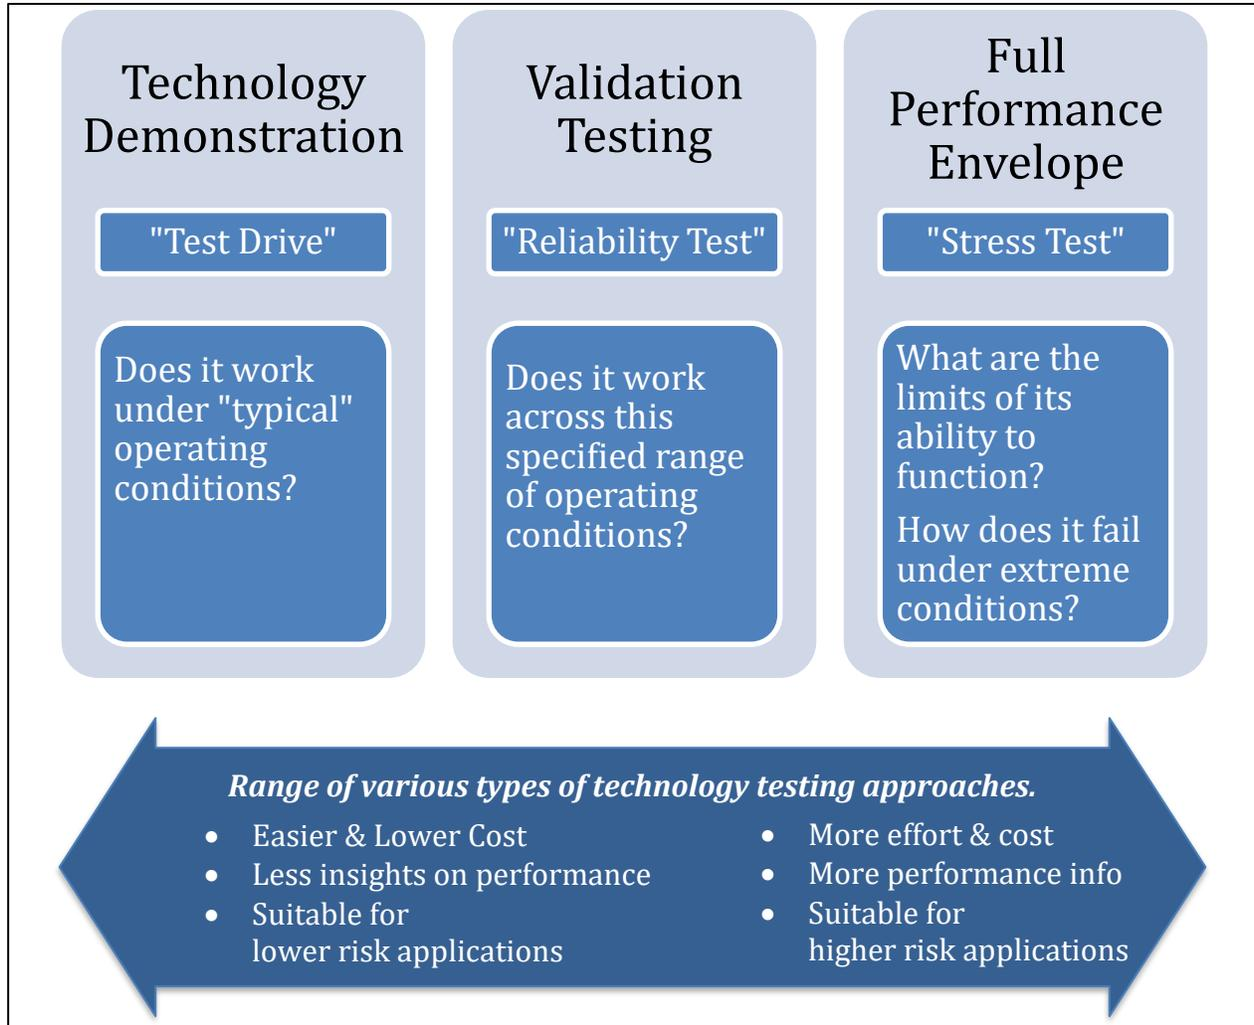 Technology
Demonstration
"Test Drive"
Does it work
under "typical"
operating
conditions?
Validation
Testing
"Reliability Test"
Does it work
across this
specified range
of operating
conditions?
Full
Performance
Envelope
"Stress Test"
What are the
limits of its
ability to
function?
How does it fail
under extreme
conditions?
Range of various types of technology testing approaches.
• Easier & Lower Cost
• Less insights on performance
• Suitable for
lower risk applications
• More effort & cost
• More performance info
• Suitable for
higher risk applications